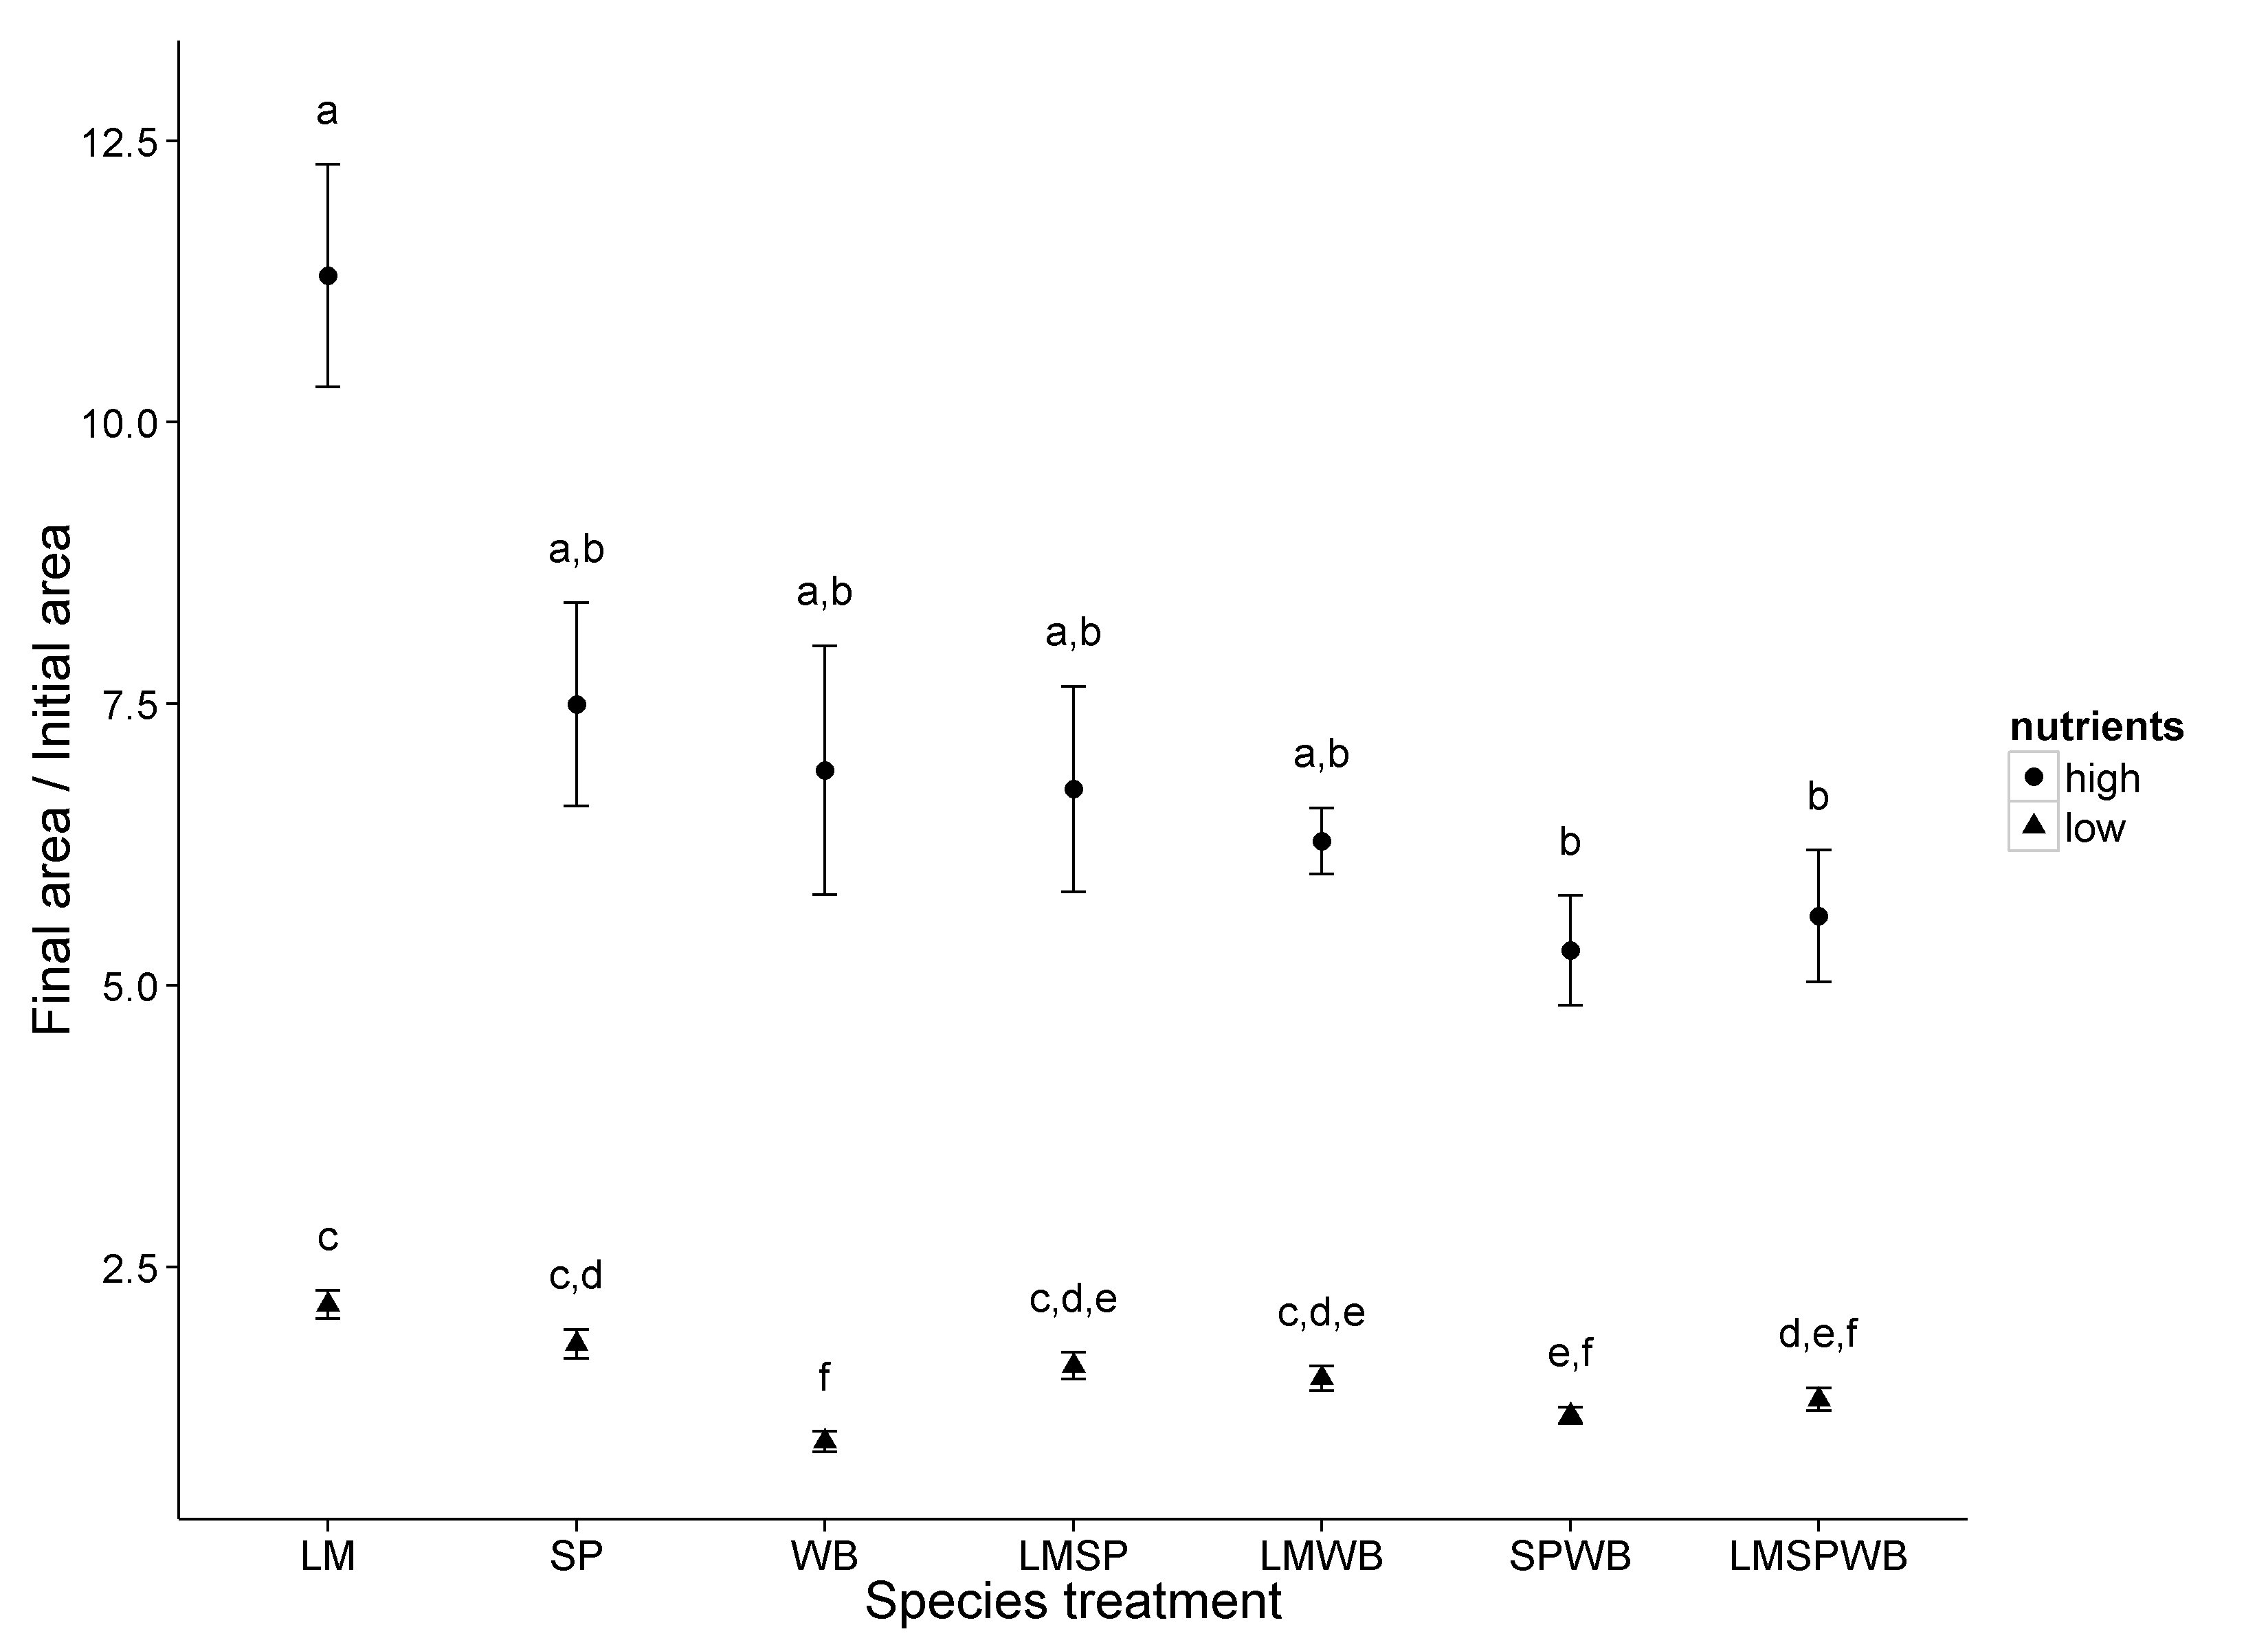 Final area / Initial area
12.5
10.0
7.5
5.0
2.5
a
a,b
a,b
a,b
a,b
b
b
c
c,d
f
c,d,e
c,d,e
e,f
d,e,f
LM SP WB LMSP LMWB SPWB LMSPWB
Species treatment
nutrients
high
low